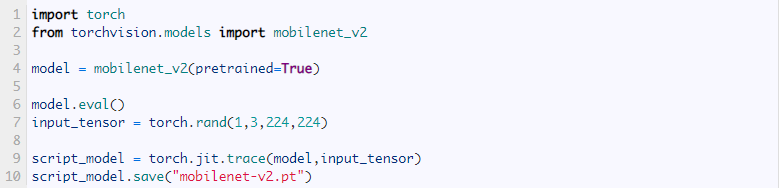 1 import torch
2 from torchvision.models import mobilenet_v2
3
4 model = mobilenet_v2(pretrained=True)
5
6 model.eval()
7 input_tensor = torch.rand(1,3,224,224)
8
9 script_model = torch.jit.trace(model,input_tensor)
10 script_model.save("mobilenet-v2.pt")